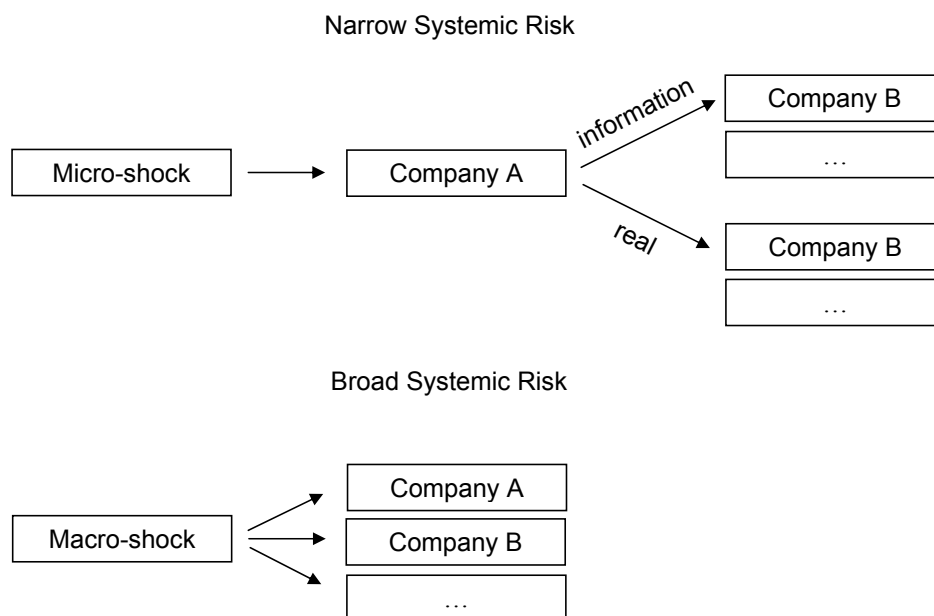 Narrow Systemic Risk
information
Company B
…
Micro-shock
Company A
real
Company B
…
Broad Systemic Risk
Company A
Macro-shock
Company B
…